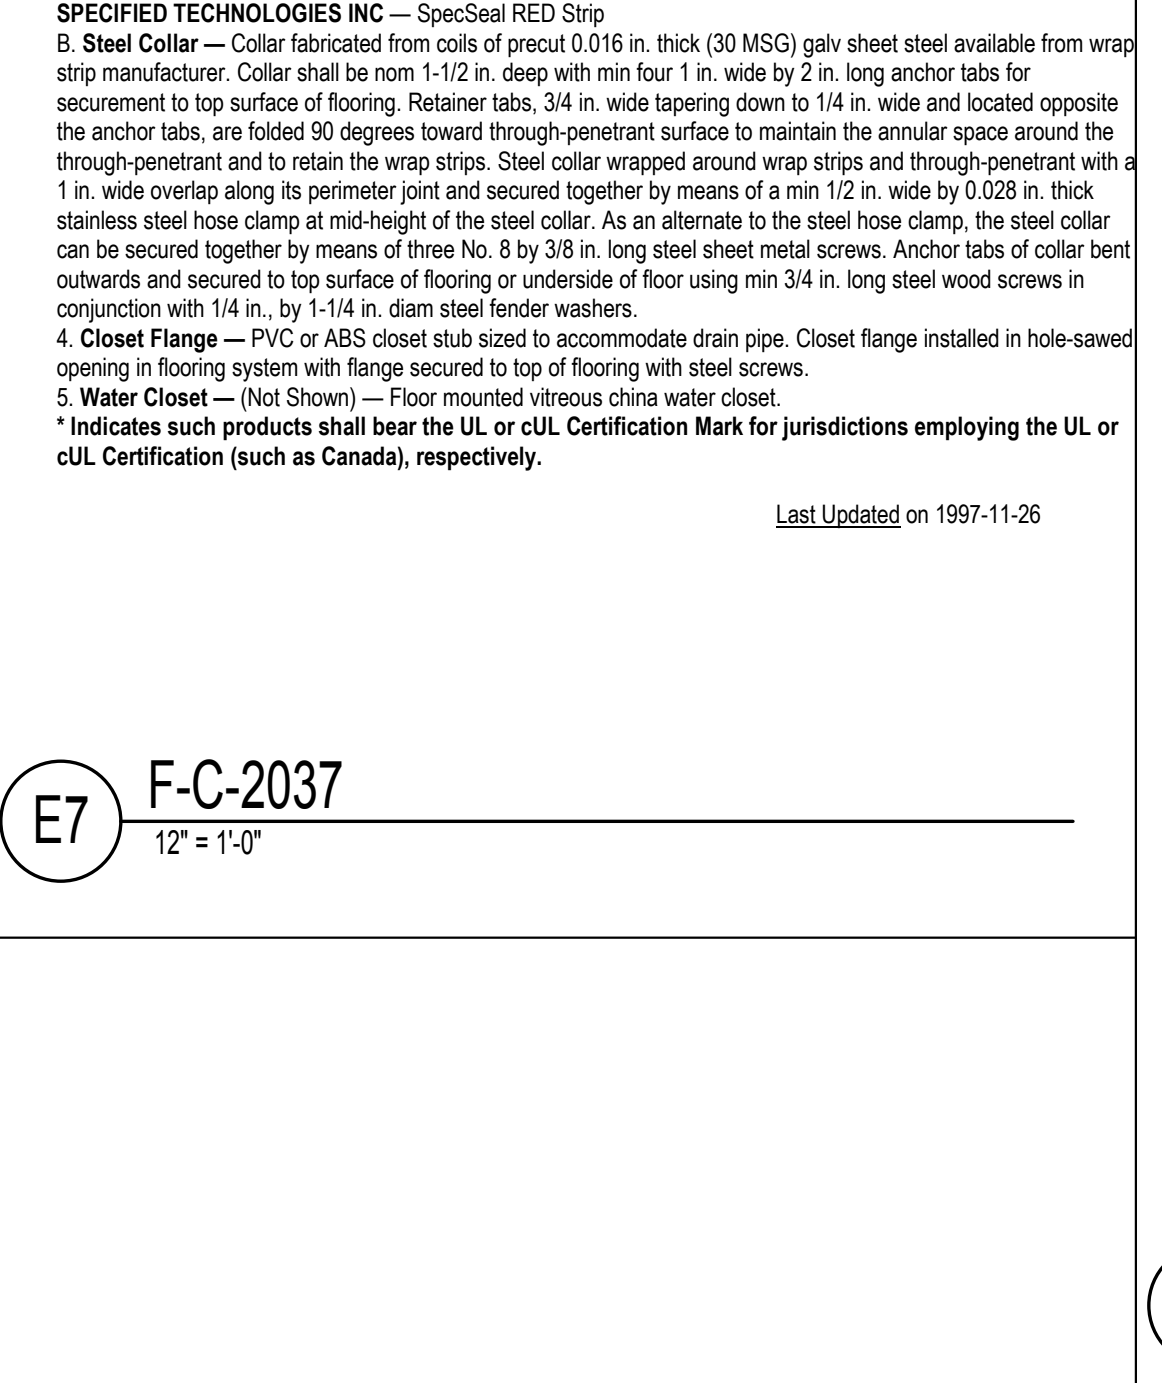 SPECIFIED TECHNOLOGIES INC — SpecSeal RED Strip
B. Steel Collar — Collar fabricated from coils of precut 0.016 in. thick (30 MSG) galv sheet steel available from wrap
strip manufacturer. Collar shall be nom 1-1/2 in. deep with min four 1 in. wide by 2 in. long anchor tabs for
securement to top surface of flooring. Retainer tabs, 3/4 in. wide tapering down to 1/4 in. wide and located opposite
the anchor tabs, are folded 90 degrees toward through-penetrant surface to maintain the annular space around the
through-penetrant and to retain the wrap strips. Steel collar wrapped around wrap strips and through-penetrant with a
1 in. wide overlap along its perimeter joint and secured together by means of a min 1/2 in. wide by 0.028 in. thick
stainless steel hose clamp at mid-height of the steel collar. As an alternate to the steel hose clamp, the steel collar
can be secured together by means of three No. 8 by 3/8 in. long steel sheet metal screws. Anchor tabs of collar bent
outwards and secured to top surface of flooring or underside of floor using min 3/4 in. long steel wood screws in
conjunction with 1/4 in., by 1-1/4 in. diam steel fender washers.
4. Closet Flange — PVC or ABS closet stub sized to accommodate drain pipe. Closet flange installed in hole-sawed
opening in flooring system with flange secured to top of flooring with steel screws.
5. Water Closet — (Not Shown) — Floor mounted vitreous china water closet.
* Indicates such products shall bear the UL or cUL Certification Mark for jurisdictions employing the UL or
cUL Certification (such as Canada), respectively.
Last Updated on 1997-11-26
E7
F-C-2037
12" = 1'-0"